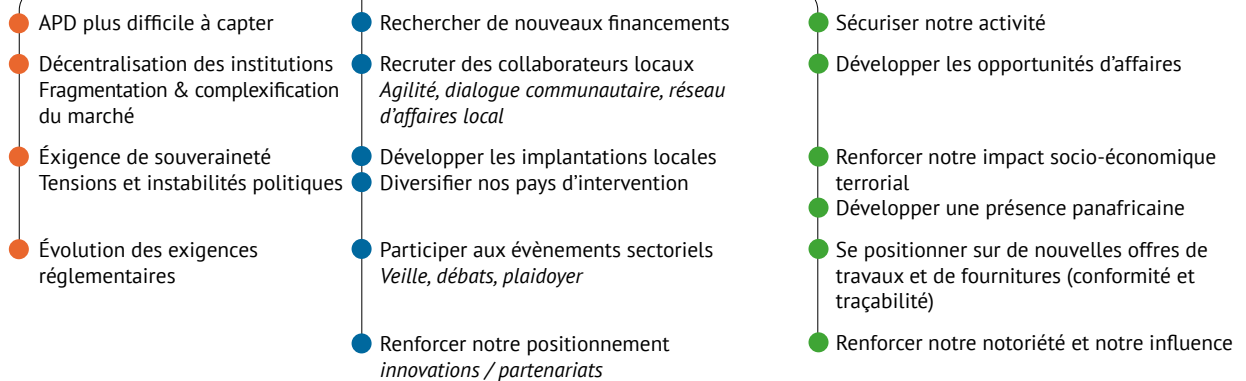 APD plus difficile à capter
Décentralisation des institutions
Fragmentation & complexification
du marché
Éxigence de souveraineté
Tensions et instabilités politiques
Évolution des exigences
réglementaires
Rechercher de nouveaux financements
Recruter des collaborateurs locaux
Agilité, dialogue communautaire, réseau
d'affaires local
Développer les implantations locales
Diversifier nos pays d'intervention
Participer aux évènements sectoriels
Veille, débats, plaidoyer
Renforcer notre positionnement
innovations / partenariats
Sécuriser notre activité
Développer les opportunités d'affaires
Renforcer notre impact socio-économique
terrorial
Développer une présence panafricaine
Se positionner sur de nouvelles offres de
travaux et de fournitures (conformité et
traçabilité)
Renforcer notre notoriété et notre influence